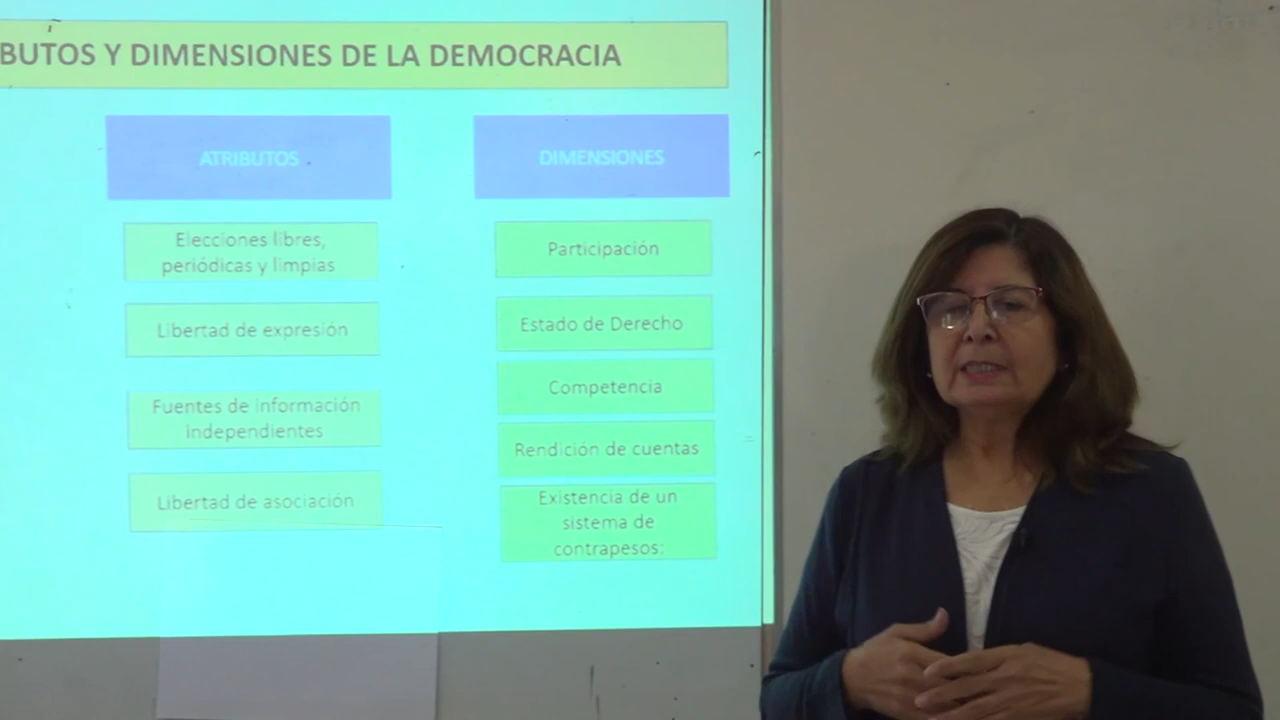 BUTOS Y DIMENSIONES DE LA DEMOCRACIA
ATRIBUTOS
Elecciones libres,
periódicas y limpias
Libertad de expresión
Fuentes de información
independientes
Libertad de asociación
DIMENSIONES
Participación
Estado de Derecho
Competencia
Rendición de cuentas
Existencia de un
sistema de
contrapesos: